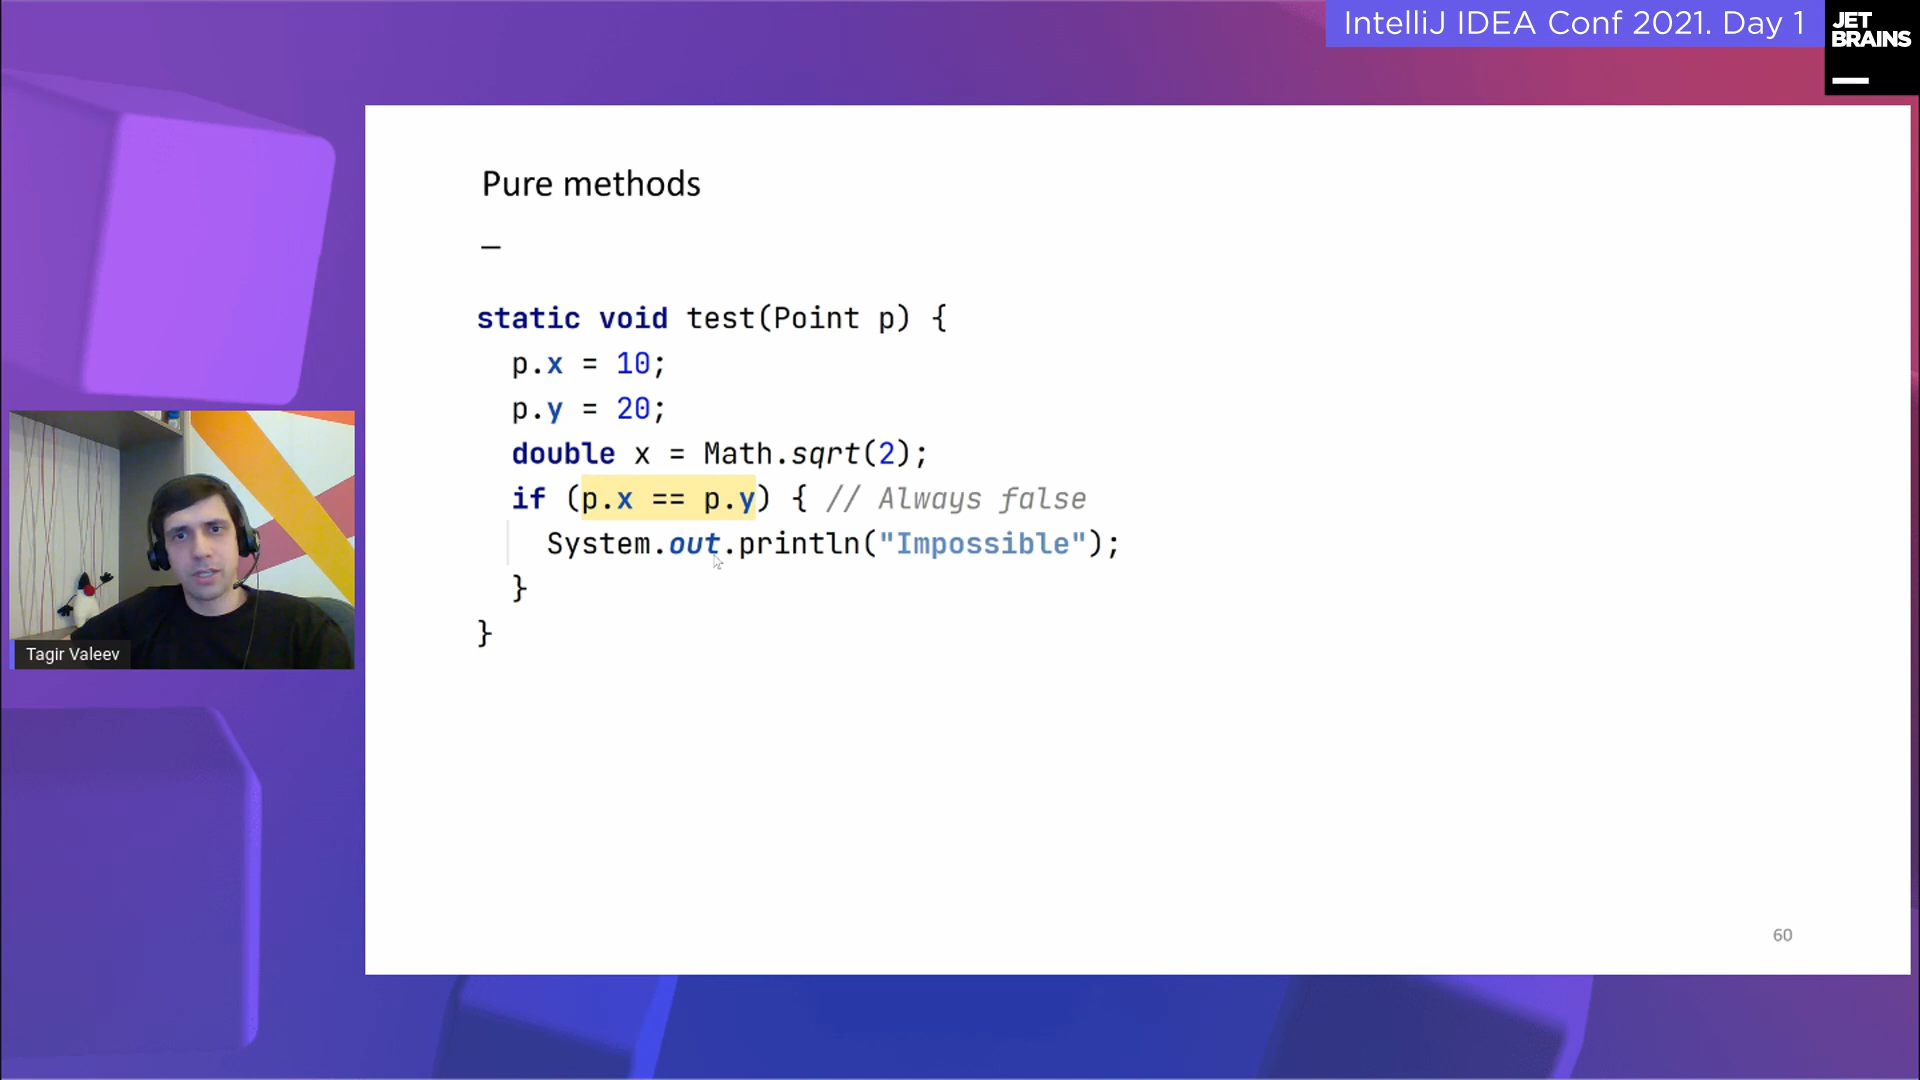 IntelliJ IDEA Conf 2021. Day 1
JET
BRAINS
Pure methods
–
static void test(Point p) {
p.x = 10;
p.y = 20;
double x = Math.sqrt(2);
if (p.x == p.y) { // Always false
System.out.println("Impossible");
}
}
Tagir Valeev
60